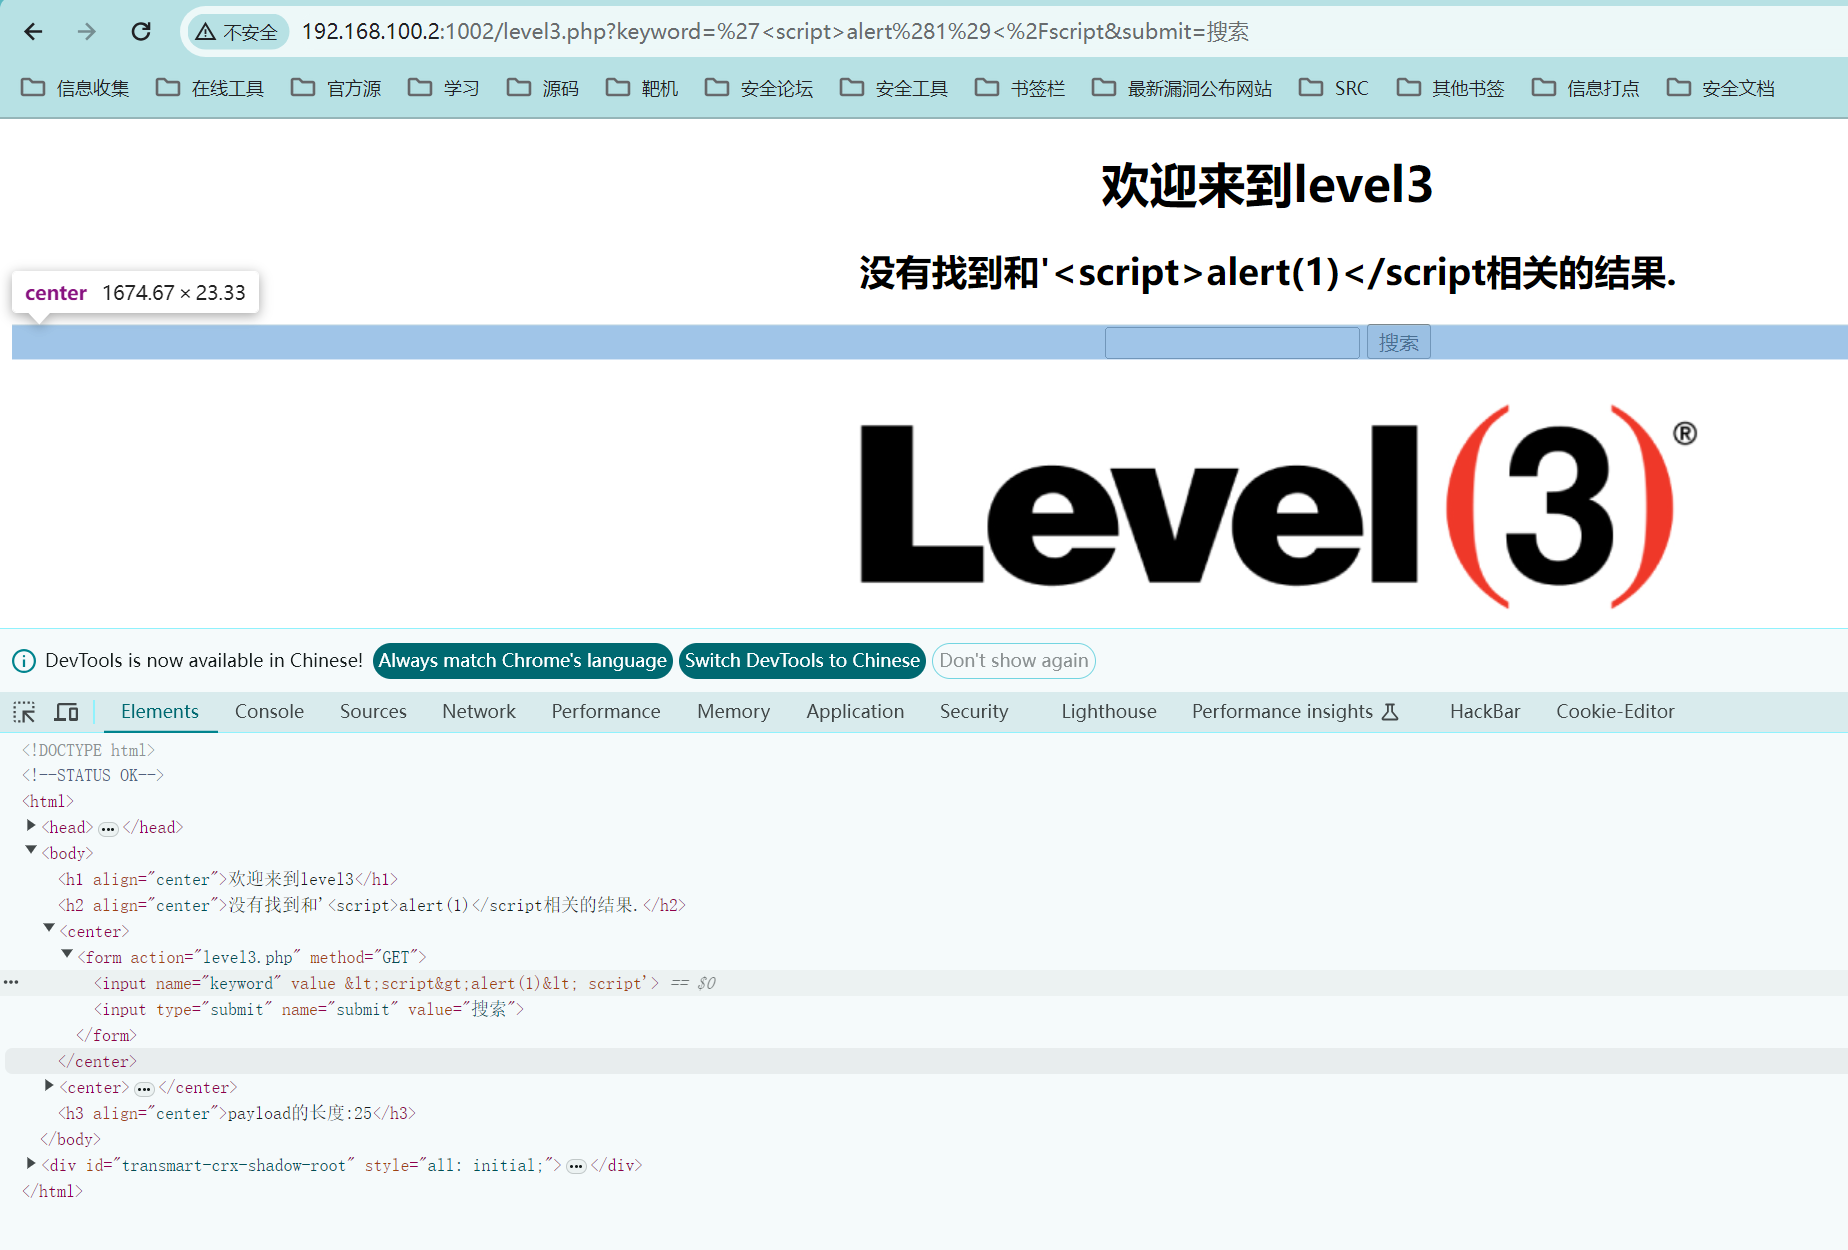 不安全 192.168.100.2:1002/level3.php?keyword=%27<script>alert%281%29<%2Fscript&submit=搜索
信息收集 在线工具 官方源 学习 源码 靶机 安全论坛 安全工具 书签栏 最新漏洞公布网站 SRC 其他书签 信息打点 安全文档
欢迎来到level3
没有找到和'<script>alert(1)</script相关的结果.
center 1674.67 × 23.33
搜索
Level(3)®
DevTools is now available in Chinese! Always match Chrome's language Switch DevTools to Chinese Don't show again
Elements Console Sources Network Performance Memory Application Security Lighthouse Performance insights HackBar Cookie-Editor
<!DOCTYPE html>
<!--STATUS OK-->
<html>
<head>…</head>
<body>
<h1 align="center">欢迎来到level3</h1>
<h2 align="center">没有找到和'<script>alert(1)</script相关的结果.</h2>
<center>
<form action="level3.php" method="GET">
<input name="keyword" value &lt;script&gt;alert(1)&lt; script'> == $0
<input type="submit" name="submit" value="搜索">
</form>
</center>
<center>…</center>
<h3 align="center">payload的长度:25</h3>
</body>
<div id="transmart-crx-shadow-root" style="all: initial;">…</div>
</html>